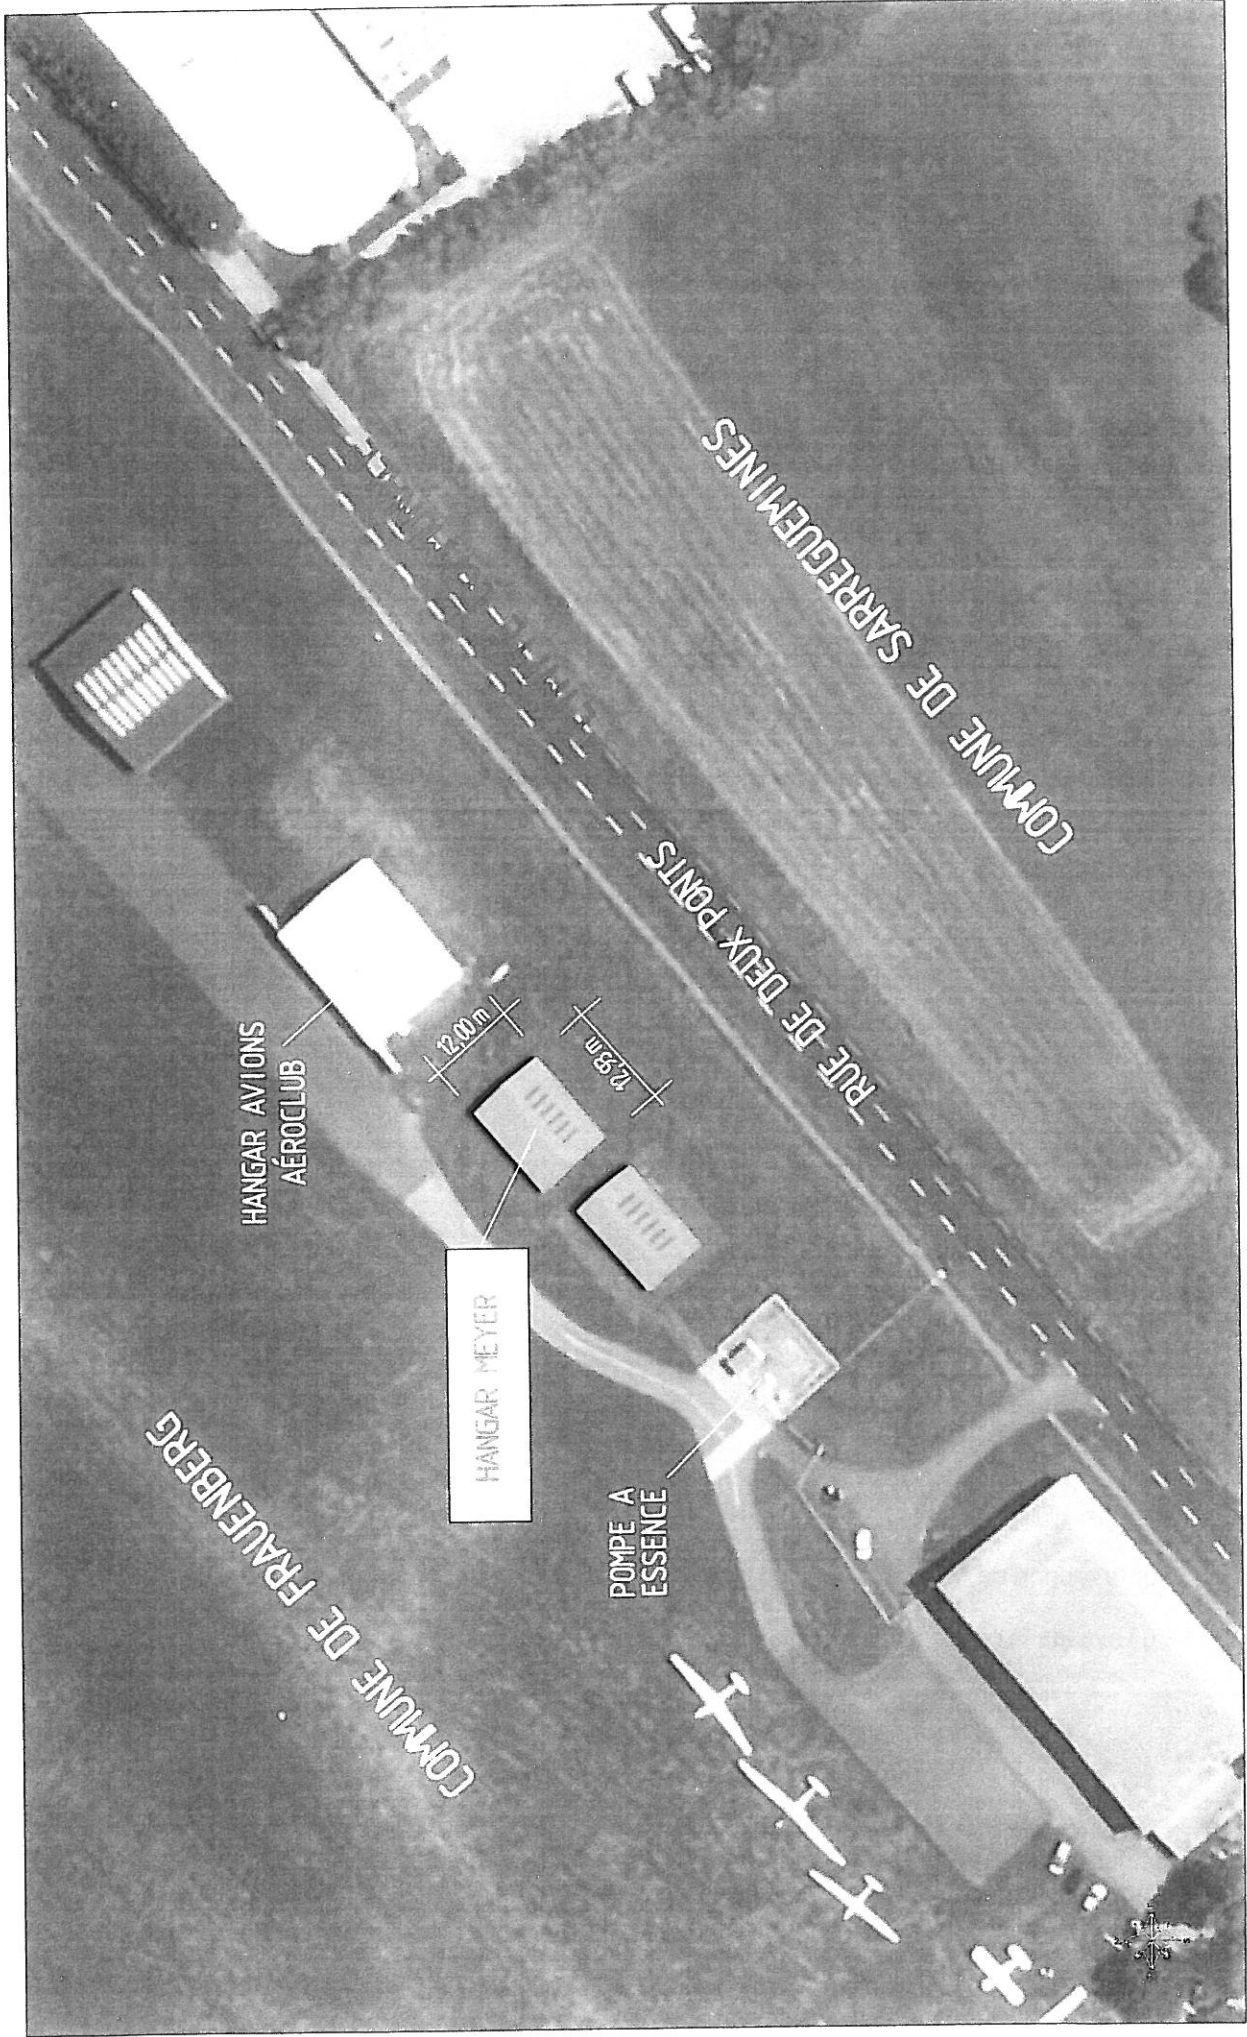 COMMUNE DE FRAUENBERG
HANGAR AVIONS
AÉROCLUB
HANGAR MEYER
POMPE A
ESSENCE
12,00 m
12,93 m
RUE DE DEUX PONTS
COMMUNE DE SARREGUEMINES